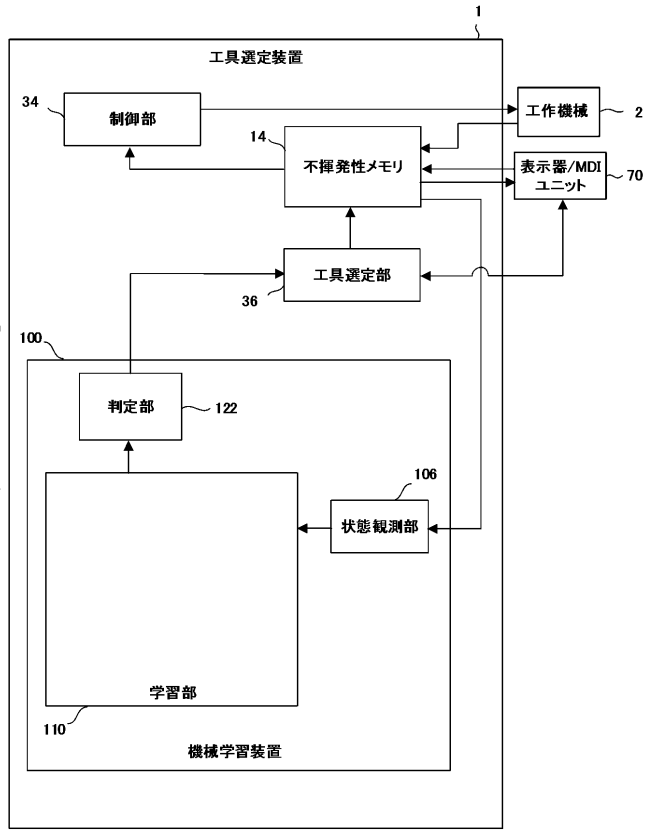 1
工具選定装置
34
制御部
工作機械
2
14
不揮発性メモリ
表示器/MDI
ユニット
70
工具選定部
36
100
判定部
122
106
状態観測部
学習部
110
機械学習装置